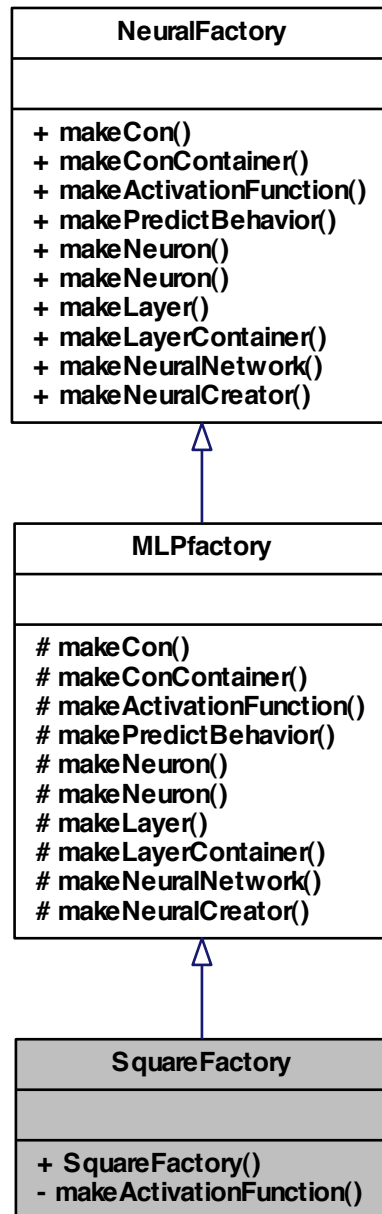 NeuralFactory
+ makeCon()
+ makeConContainer()
+ makeActivationFunction()
+ makePredictBehavior()
+ makeNeuron()
+ makeNeuron()
+ makeLayer()
+ makeLayerContainer()
+ makeNeuralNetwork()
+ makeNeuralCreator()
MLPfactory
# makeCon()
# makeConContainer()
# makeActivationFunction()
# makePredictBehavior()
# makeNeuron()
# makeNeuron()
# makeLayer()
# makeLayerContainer()
# makeNeuralNetwork()
# makeNeuralCreator()
SquareFactory
+ SquareFactory()
- makeActivationFunction()